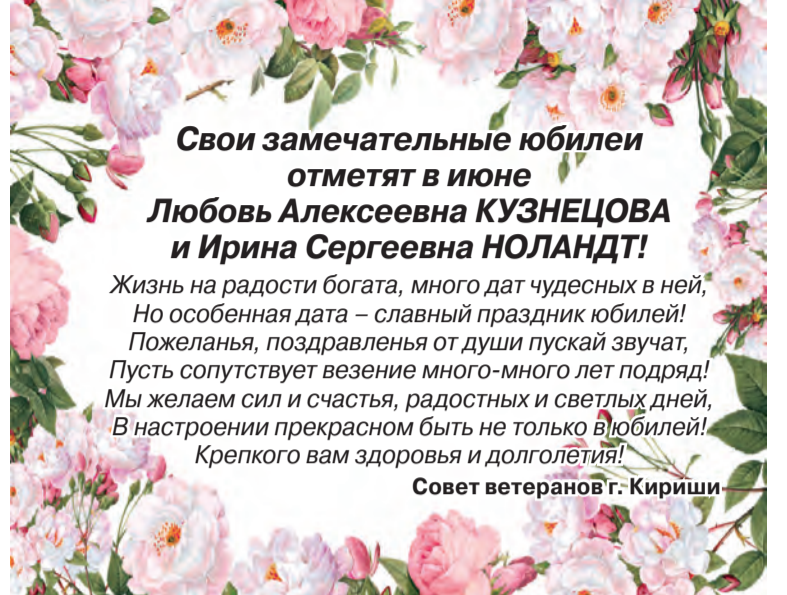 Свои замечательные юбилеи
отметят в июне
Любовь Алексеевна КУЗНЕЦОВА
и Ирина Сергеевна НОЛАНДТ!
Жизнь на радости богата, много дат чудесных в ней,
Но особенная дата – славный праздник юбилей!
Пожеланья, поздравленья от души пускай звучат,
Пусть сопутствует везение много-много лет подряд!
Мы желаем сил и счастья, радостных и светлых дней,
В настроении прекрасном быть не только в юбилей!
Крепкого вам здоровья и долголетия!
Совет ветеранов г. Кириши